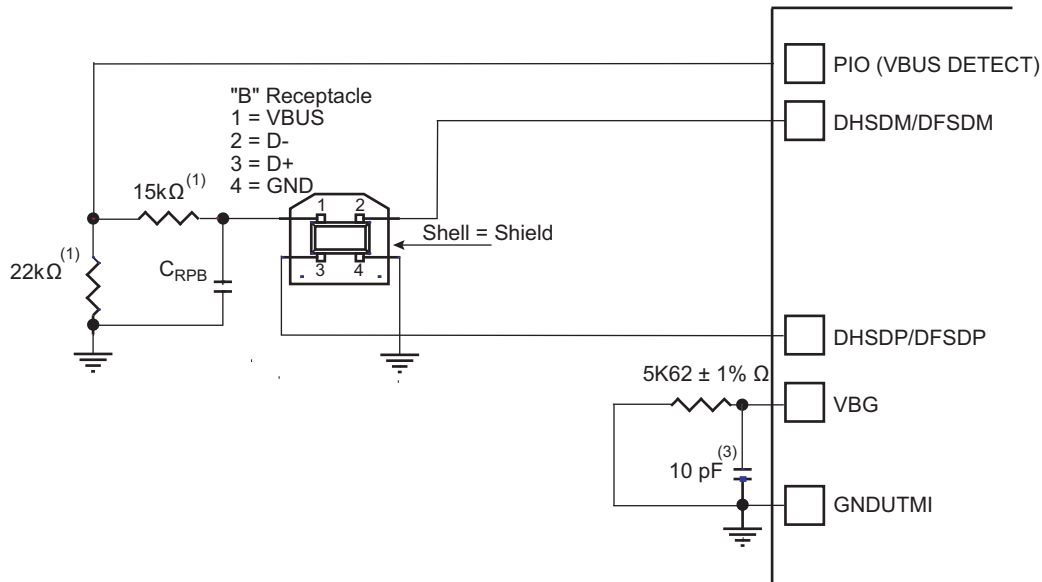 PIO (VBUS DETECT)
"B" Receptacle
1 = VBUS
2 = D-
3 = D+
4 = GND
DHSDM/DFSDM
15kΩ(1)
1 2
Shell = Shield
22kΩ(1)
CRPB
3 4
DHSDP/DFSDP
5K62 ± 1% Ω
VBG
10 pF(3)
GNDUTMI